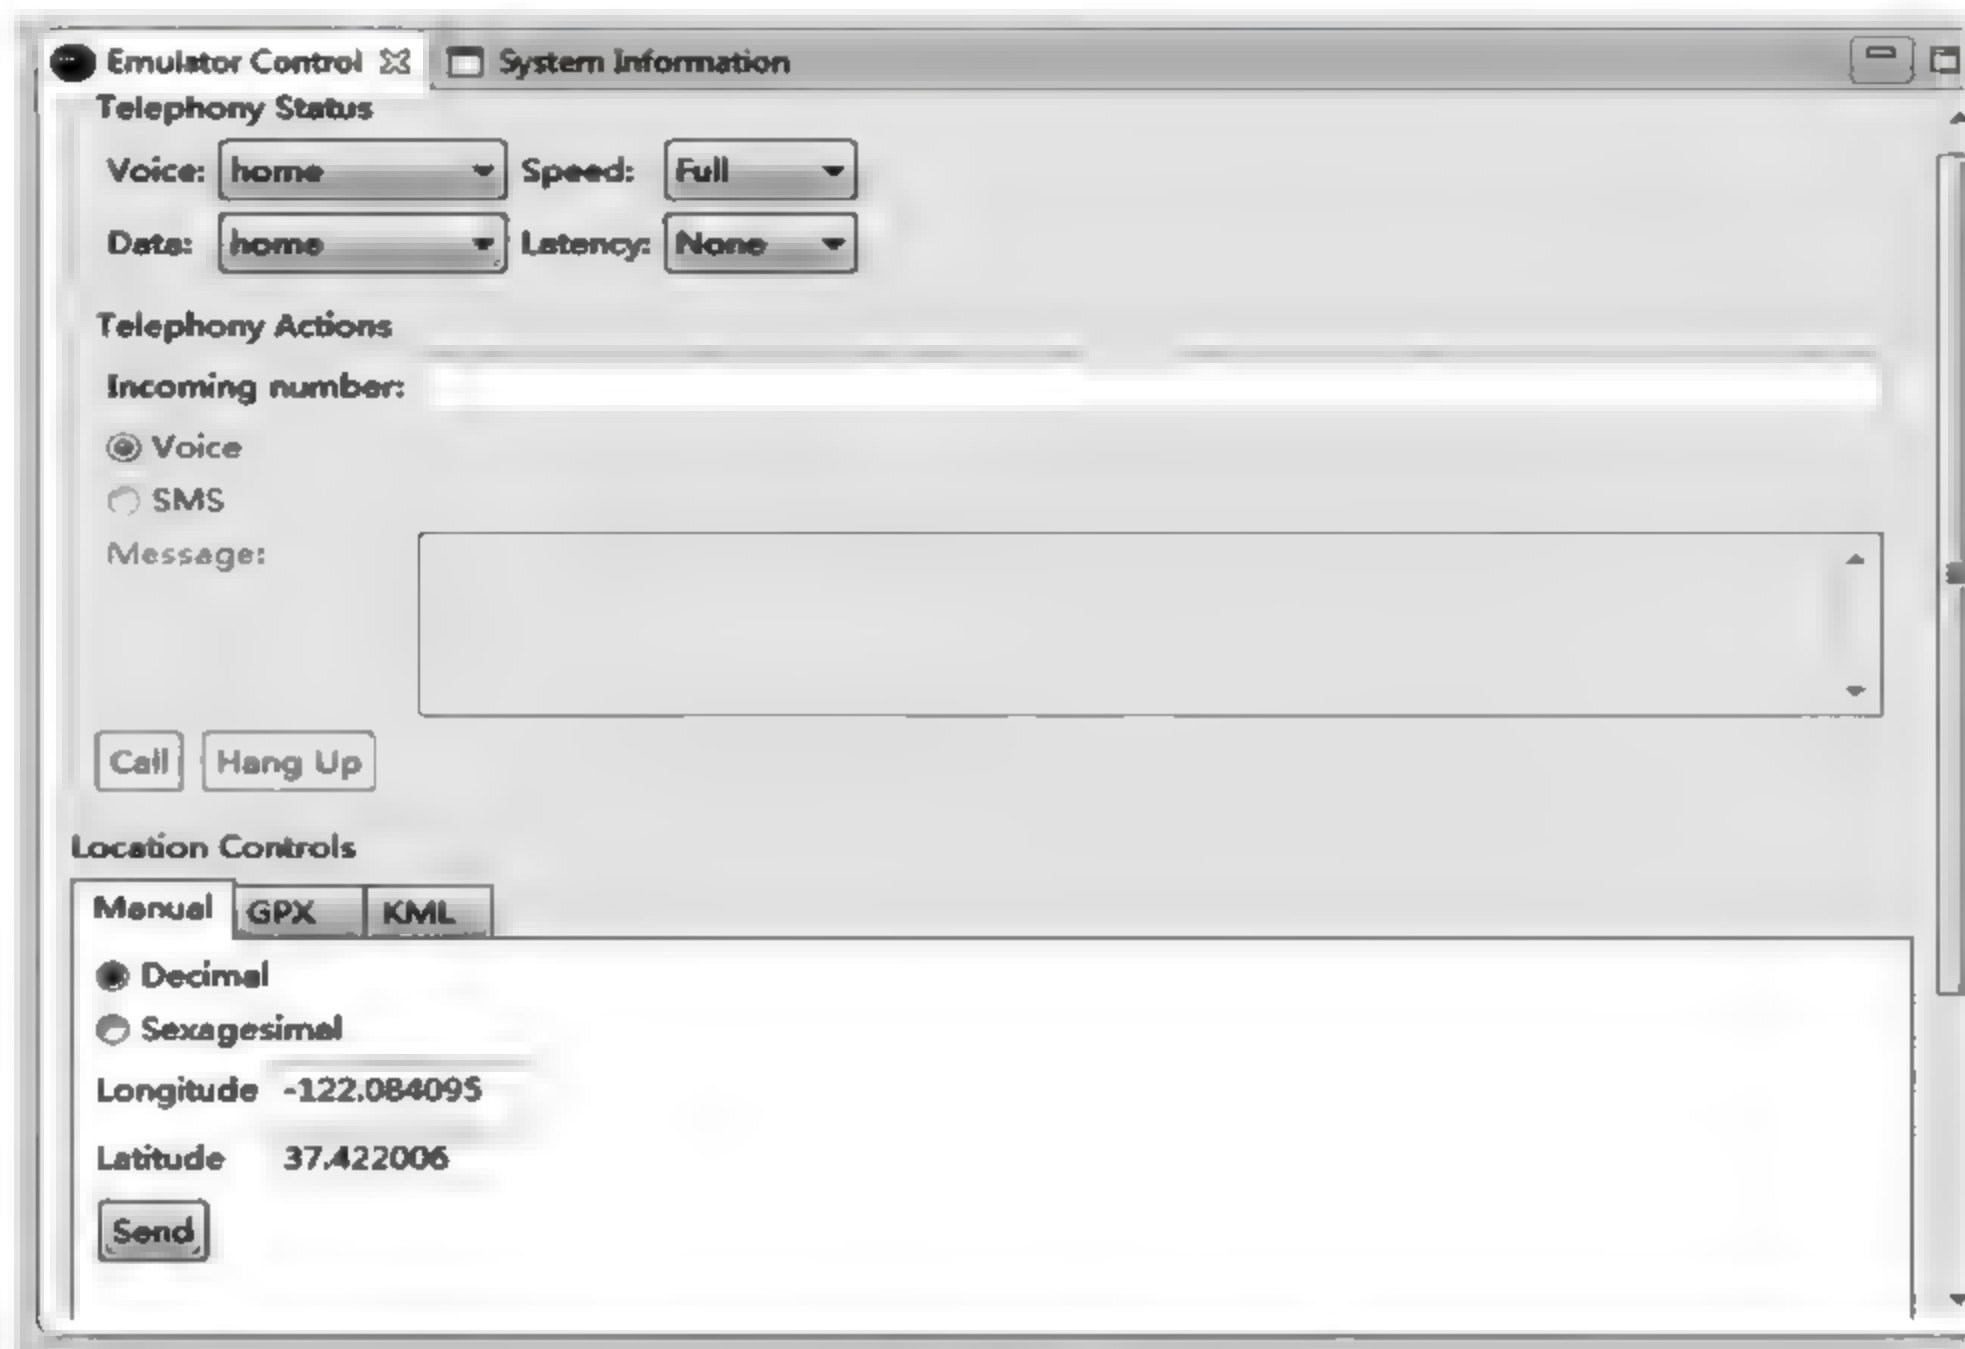 Emulator Control System Information
Telephony Status
Voice: home Speed: Full
Data: home Latency: None
Telephony Actions
Incoming number:
Voice
SMS
Message:
Call Hang Up
Location Controls
Manual GPX KML
Decimal
Sexagesimal
Longitude -122.084095
Latitude 37.422006
Send